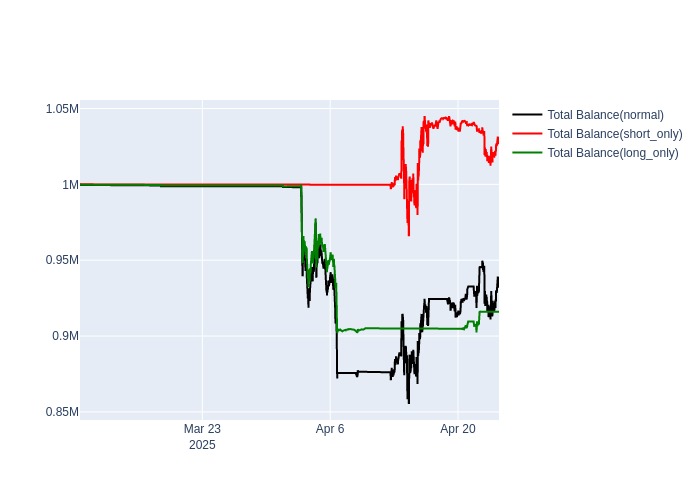 1.05M
1M
0.95M
0.9M
0.85M
Mar 23
2025
Apr 6
Apr 20
Total Balance(normal)
Total Balance(short_only)
Total Balance(long_only)